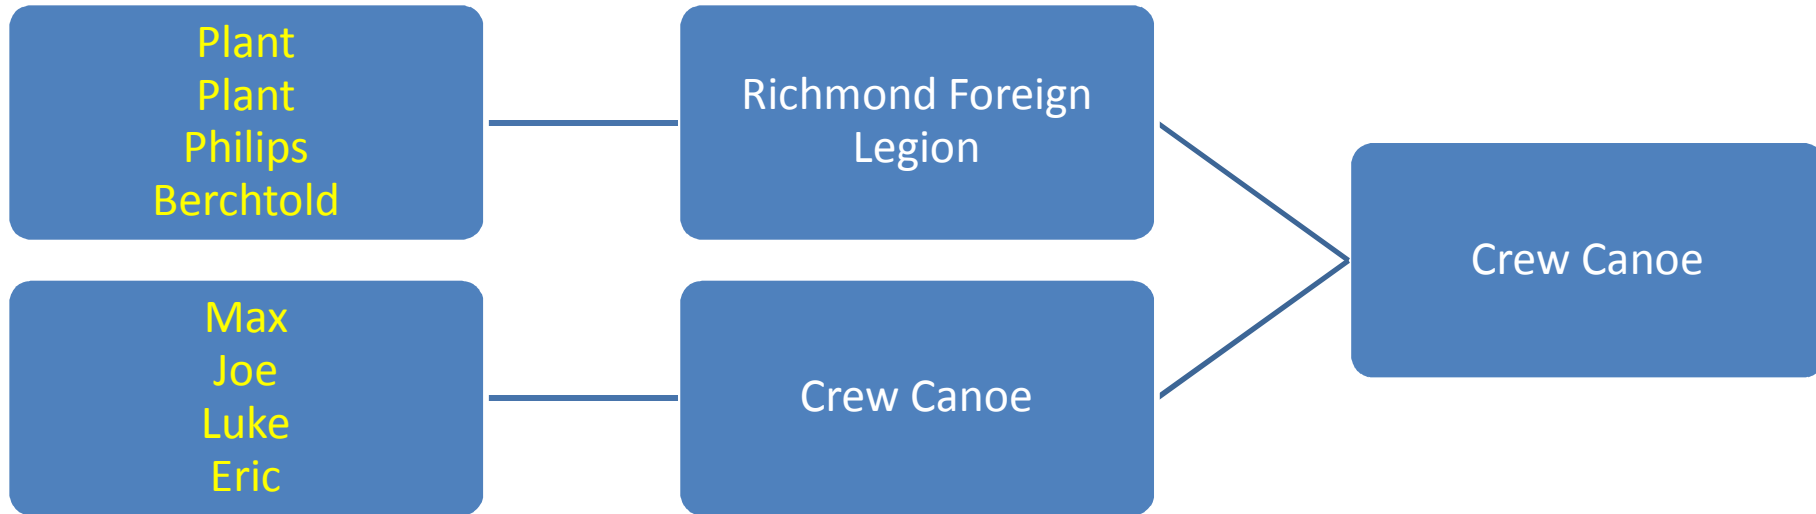 Plant
Plant
Philips
Berchtold
Richmond Foreign
Legion
Max
Joe
Luke
Eric
Crew Canoe
Crew Canoe